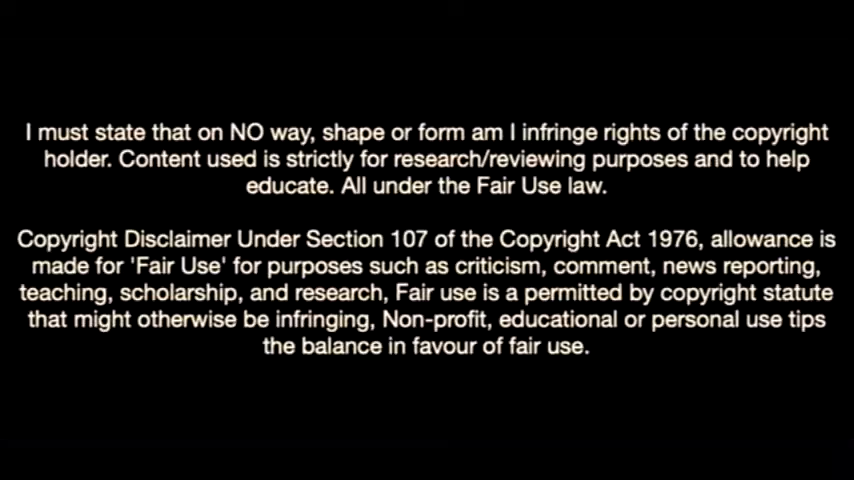 I must state that on NO way, shape or form am I infringe rights of the copyright
holder. Content used is strictly for research/reviewing purposes and to help
educate. All under the Fair Use law.
Copyright Disclaimer Under Section 107 of the Copyright Act 1976, allowance is
made for 'Fair Use' for purposes such as criticism, comment, news reporting,
teaching, scholarship, and research, Fair use is a permitted by copyright statute
that might otherwise be infringing, Non-profit, educational or personal use tips
the balance in favour of fair use.